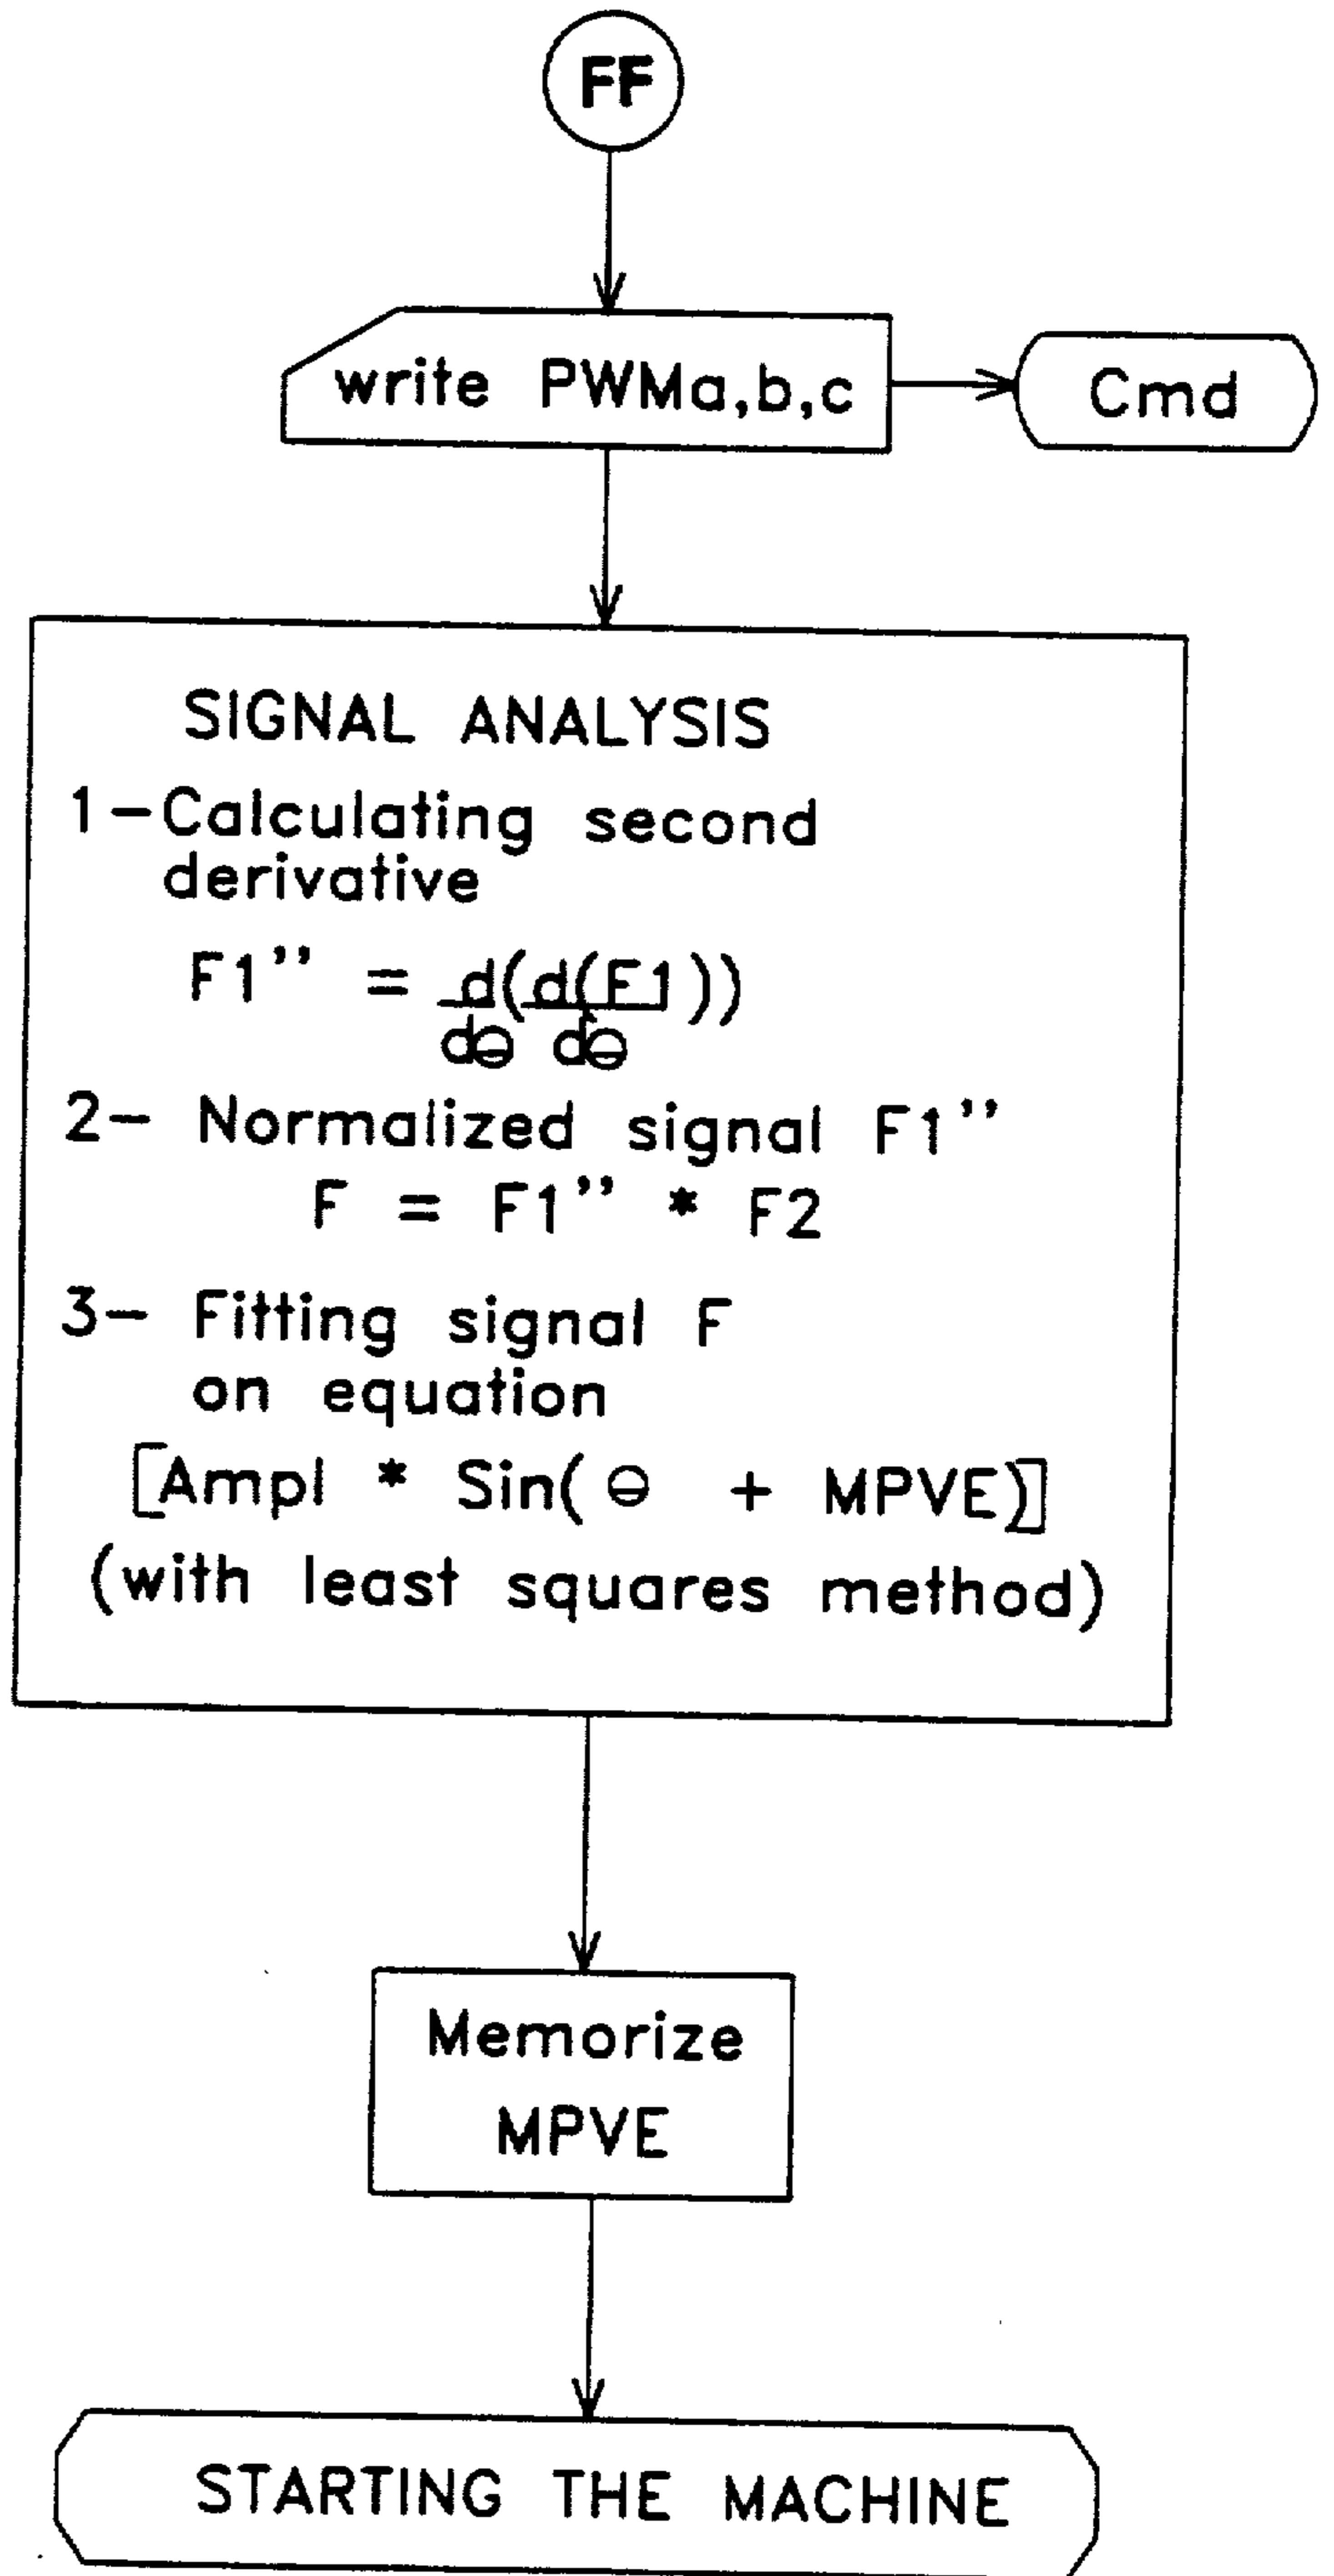 FF
write PWMa,b,c
Cmd
SIGNAL ANALYSIS
1-Calculating second
derivative
F1'' = d(d(F1))
dΘ dΘ
2- Normalized signal F1''
F = F1'' * F2
3- Fitting signal F
on equation
[Ampl * Sin(Θ + MPVE)]
(with least squares method)
Memorize
MPVE
STARTING THE MACHINE